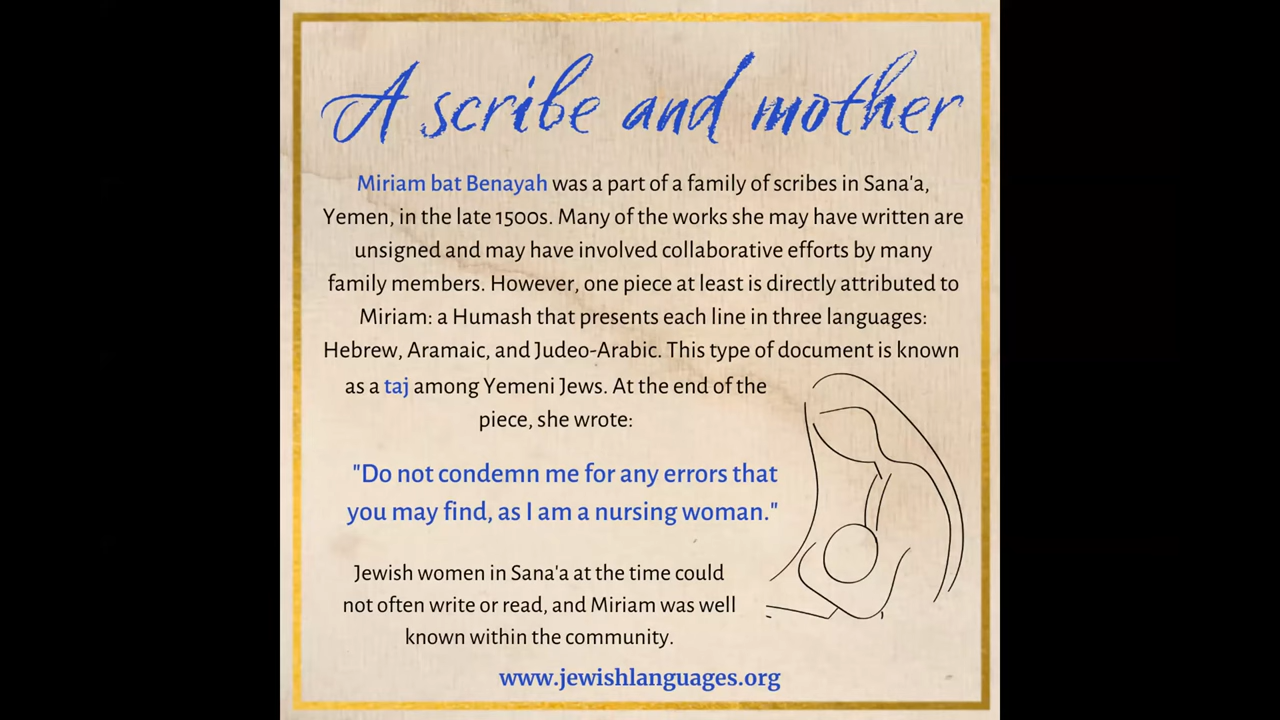 A scribe and mother
Miriam bat Benayah was a part of a family of scribes in Sana'a,
Yemen, in the late 1500s. Many of the works she may have written are
unsigned and may have involved collaborative efforts by many
family members. However, one piece at least is directly attributed to
Miriam: a Humash that presents each line in three languages:
Hebrew, Aramaic, and Judeo-Arabic. This type of document is known
as a taj among Yemeni Jews. At the end of the
piece, she wrote:
"Do not condemn me for any errors that
you may find, as I am a nursing woman."
Jewish women in Sana'a at the time could
not often write or read, and Miriam was well
known within the community.
www.jewishlanguages.org